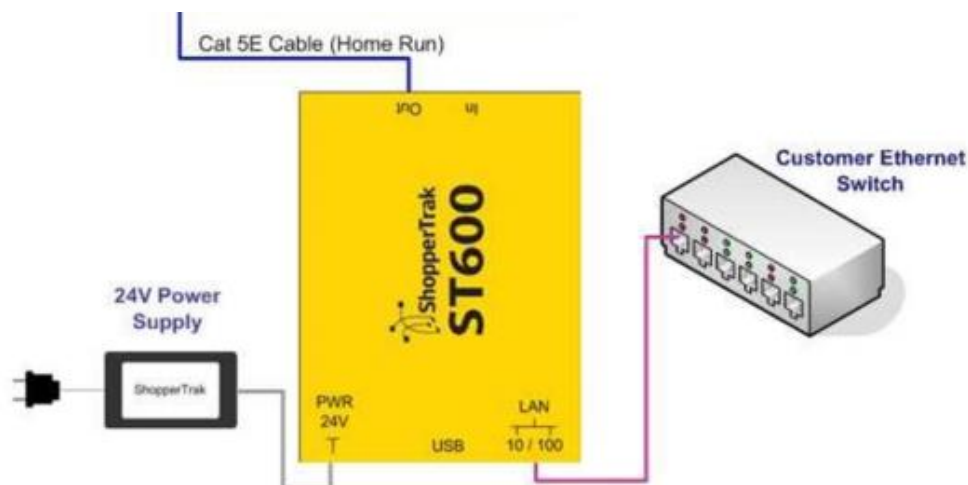 Cat 5E Cable (Home Run)
Out
In
Customer Ethernet
Switch
ShopperTrak
ST600
24V Power
Supply
ShopperTrak
PWR
24V
USB
LAN
10 / 100